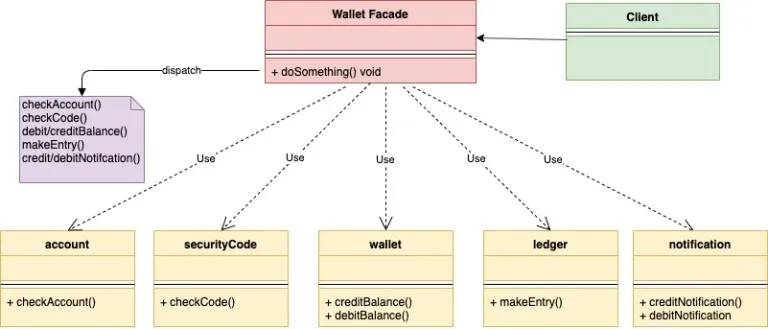 Wallet Facade
Client
+ doSomething() void
dispatch
checkAccount()
checkCode()
debit/creditBalance()
makeEntry()
credit/debitNotifcation()
Use
Use
Use
Use
Use
account
securityCode
wallet
ledger
notification
+ checkAccount()
+ checkCode()
+ creditBalance()
+ debitBalance()
+ makeEntry()
+ creditNotification()
+ debitNotification